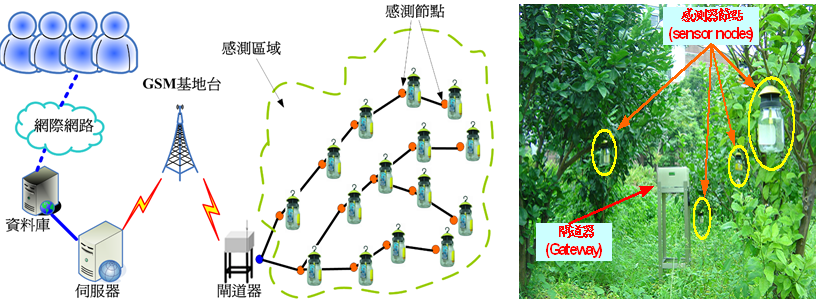 感測節點
感測區域
GSM基地台
網際網路
資料庫
伺服器
閘道器
感測器節點
(sensor nodes)
閘道器
(Gateway)